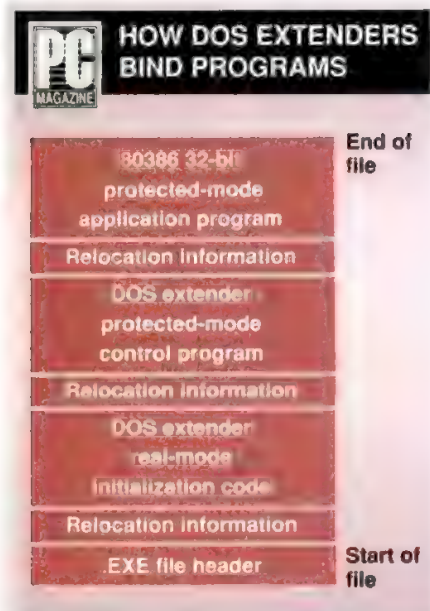 PC
MAGAZINE
HOW DOS EXTENDERS
BIND PROGRAMS
End of
file
80386 32-bit
protected-mode
application program
Relocation Information
DOS extender
protected-mode
control program
Relocation Information
DOS extender
real-mode
initialization code
Relocation Information
.EXE file header
Start of
file